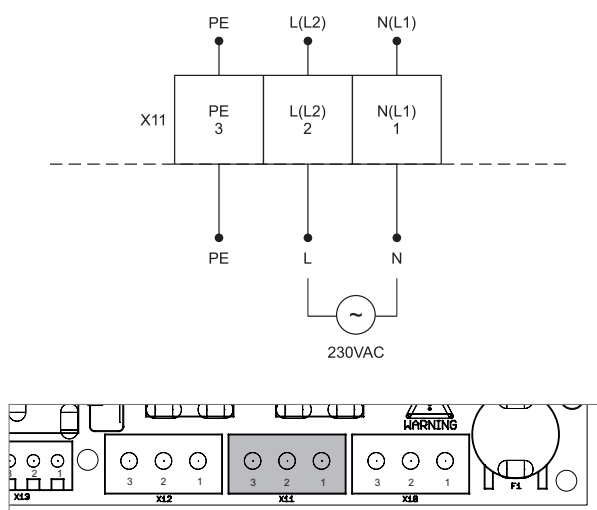 PE L(L2) N(L1)
X11
PE L(L2) N(L1)
3 2 1
PE L N
~
230VAC
WARNING
3 2 1
3 2 1
3 2 1
3 2 1
X13 X12 X11 X10 F1